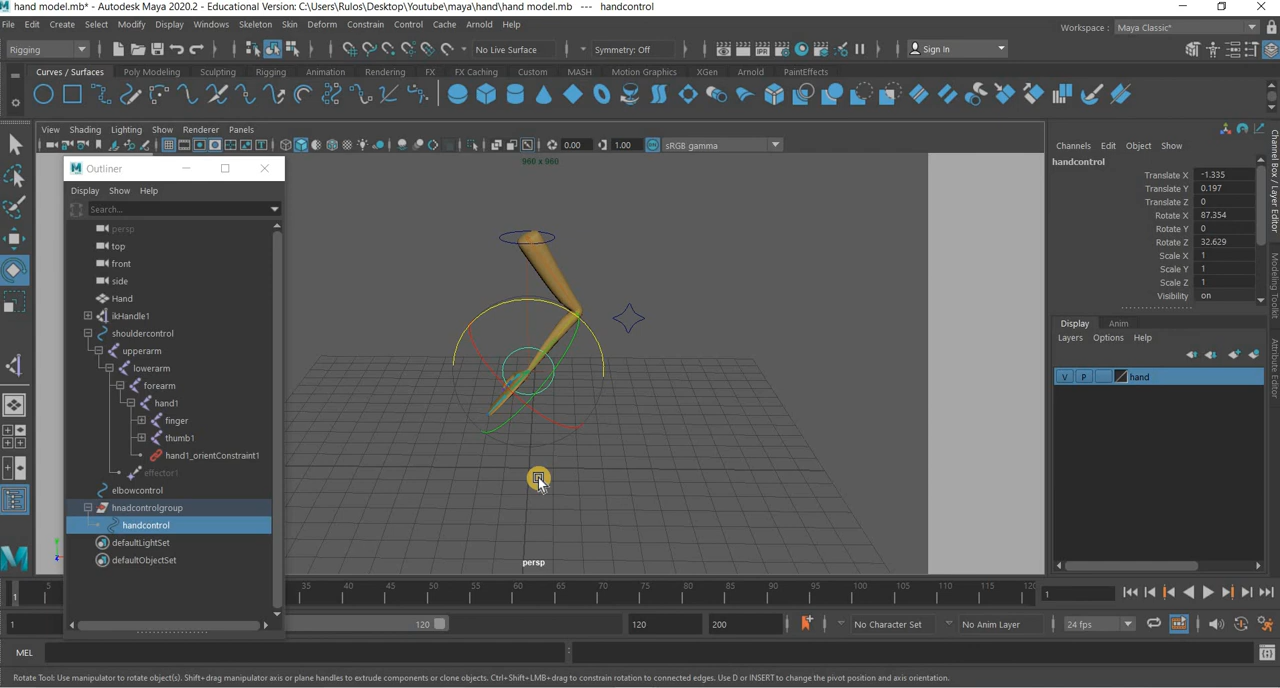 hand model.mb* - Autodesk Maya 2020.2 - Educational Version: C:\Users\Rulos\Desktop\Youtube\maya\hand\hand model.mb --- handcontrol
File Edit Create Select Modify Display Windows Skeleton Skin Deform Constrain Control Cache Arnold Help
Workspace : Maya Classic*
Rigging No Live Surface Symmetry: Off Sign In
Curves / Surfaces Poly Modeling Sculpting Rigging Animation Rendering FX FX Caching Custom MASH Motion Graphics XGen Arnold PaintEffects
View Shading Lighting Show Renderer Panels
0.00 1.00 sRGB gamma
960 x 960
Outliner
Display Show Help
Search...
persp
top
front
side
Hand
ikHandle1
shouldercontrol
upperarm
lowerarm
forearm
hand1
finger
thumb1
hand1_orientConstraint1
effector1
elbowcontrol
hnadcontrolgroup
handcontrol
defaultLightSet
defaultObjectSet
persp
Channels Edit Object Show
handcontrol
Translate X -1.335
Translate Y 0.197
Translate Z 0
Rotate X 87.354
Rotate Y 0
Rotate Z 32.629
Scale X 1
Scale Y 1
Scale Z 1
Visibility on
Display Anim
Layers Options Help
V P hand
Channel Box / Layer Editor
Modeling Toolkit
Attribute Editor
5 35 40 45 50 55 60 65 70 75 80 85 90 95 100 105 110 115 120
1 1
1 120 120 200 No Character Set No Anim Layer 24 fps
MEL
Rotate Tool: Use manipulator to rotate object(s). Shift+drag manipulator axis or plane handles to extrude components or clone objects. Ctrl+Shift+LMB+drag to constrain rotation to connected edges. Use D or INSERT to change the pivot position and axis orientation.